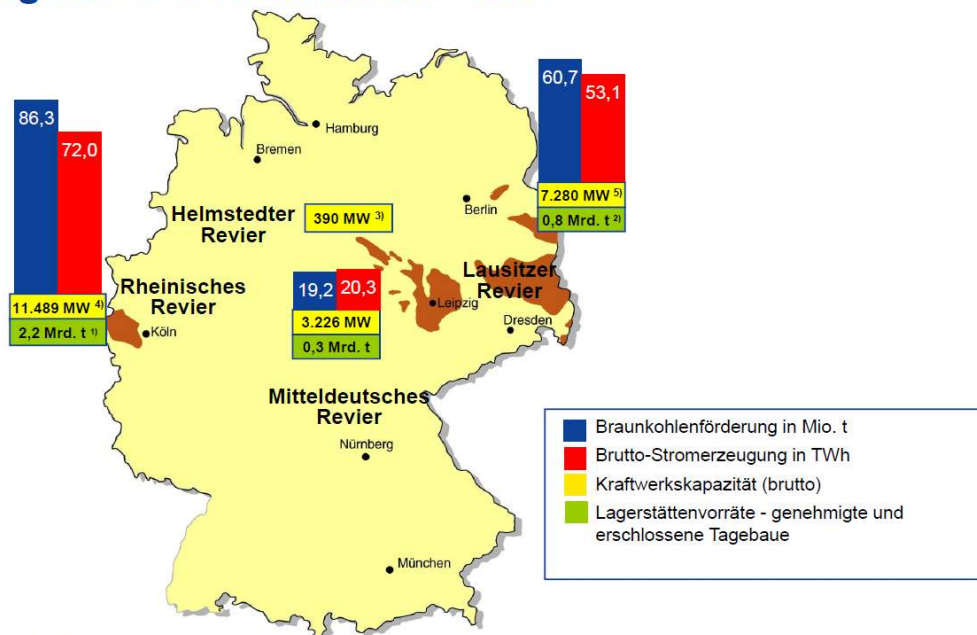 86,3
72,0
11.489 MW 4)
2,2 Mrd. t 1)
Hamburg
Bremen
Helmstedter
Revier
390 MW 3)
Berlin
60,7
53,1
7.280 MW 5)
0,8 Mrd. t 2)
Rheinisches
Revier
Köln
19,2
20,3
3.226 MW
0,3 Mrd. t
Leipzig
Lausitzer
Revier
Dresden
Mitteldeutsches
Revier
Nürnberg
München
Braunkohlenförderung in Mio. t
Brutto-Stromerzeugung in TWh
Kraftwerkskapazität (brutto)
Lagerstättenvorräte - genehmigte und
erschlossene Tagebaue